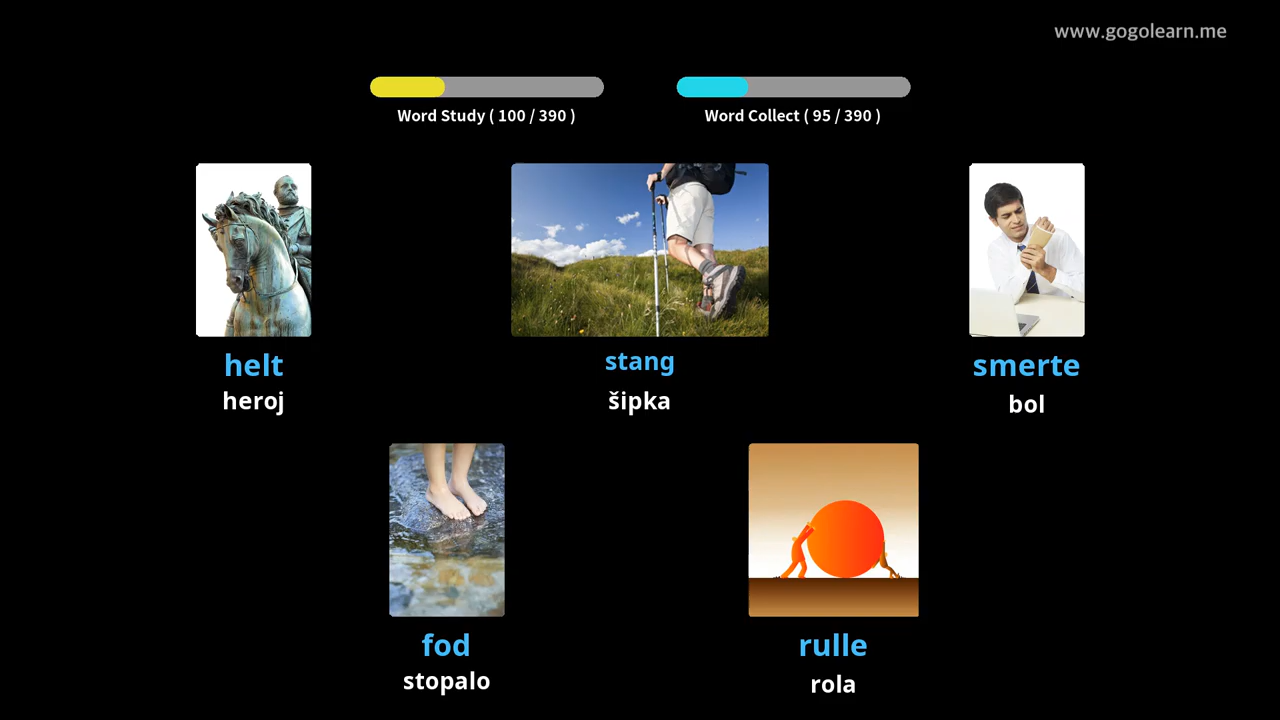 www.gogolearn.me
Word Study ( 100 / 390 )
Word Collect ( 95 / 390 )
helt
heroj
stang
šipka
smerte
bol
fod
stopalo
rulle
rola